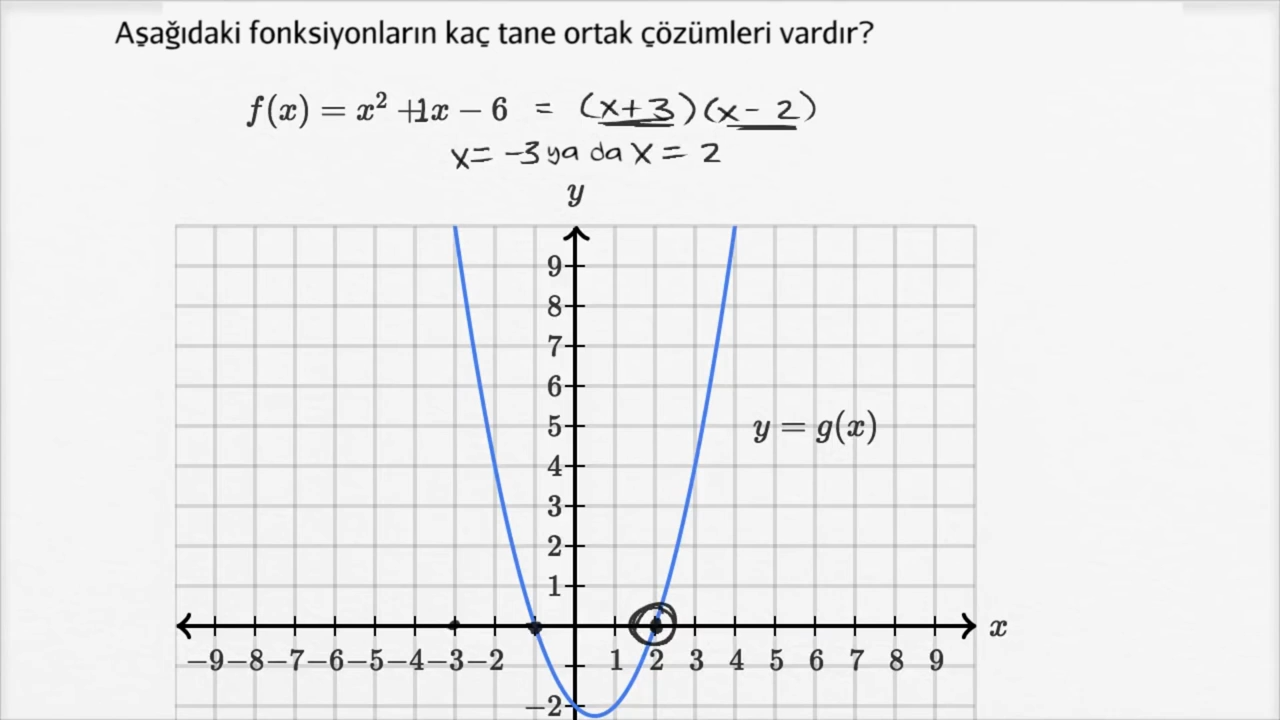 Aşağıdaki fonksiyonların kaç tane ortak çözümleri vardır?
f(x) = x² +1x − 6 = (x+3)(x−2)
x= −3 ya da x = 2
y
9
8
7
6
5
4
3
2
1
y = g(x)
x
−9 −8 −7 −6 −5 −4 −3 −2 1 2 3 4 5 6 7 8 9
−2